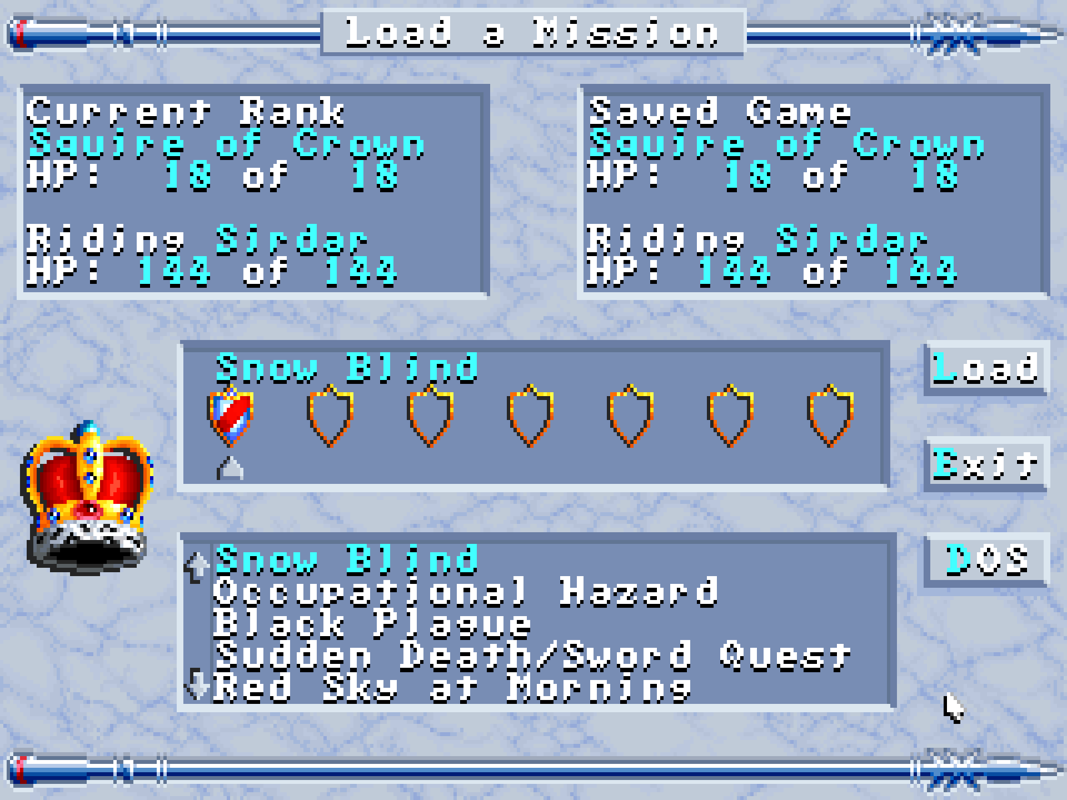 Load a Mission
Current Rank
Squire of Crown
HP: 18 of 18
Riding Sirdar
HP: 144 of 144
Saved Game
Squire of Crown
HP: 18 of 18
Riding Sirdar
HP: 144 of 144
Snow Blind
Load
Exit
DOS
Snow Blind
Occupational Hazard
Black Plague
Sudden Death/Sword Quest
Red Sky at Morning